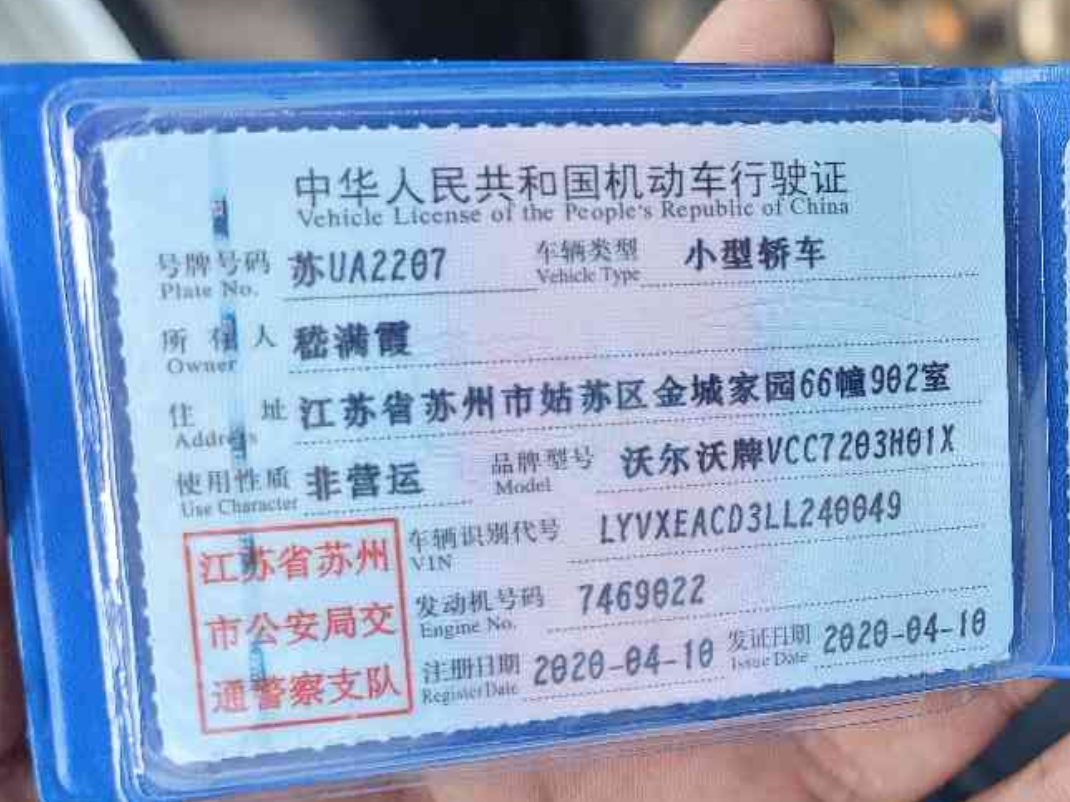 中华人民共和国机动车行驶证
Vehicle License of the People's Republic of China
号牌号码 苏UA2207 车辆类型 小型轿车
Plate No. Vehicle Type
所有人 嵇满霞
Owner
住址 江苏省苏州市姑苏区金城家园66幢902室
Address
使用性质 非营运 品牌型号 沃尔沃牌VCC7203H01X
Use Character Model
江苏省苏州 车辆识别代号 LYVXEACD3LL240049
VIN
市公安局交 发动机号码 7469022
Engine No.
通警察支队 注册日期 2020-04-10 发证日期 2020-04-10
Register Date Issue Date